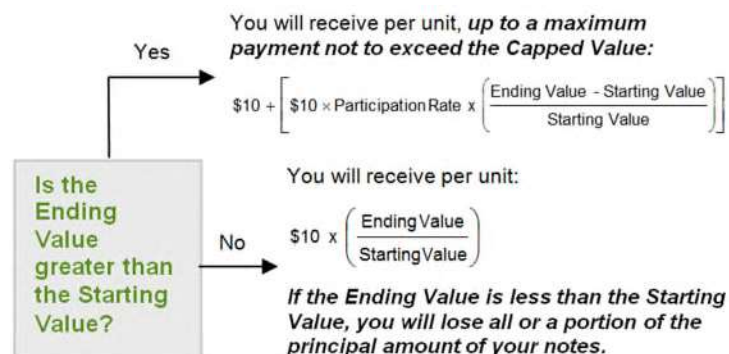 You will receive per unit, up to a maximum
payment not to exceed the Capped Value:
Yes
$10 + [ $10 × Participation Rate x ( Ending Value - Starting Value / Starting Value ) ]
Is the
Ending
Value
greater than
the Starting
Value?
You will receive per unit:
No
$10 x ( Ending Value / Starting Value )
If the Ending Value is less than the Starting
Value, you will lose all or a portion of the
principal amount of your notes.